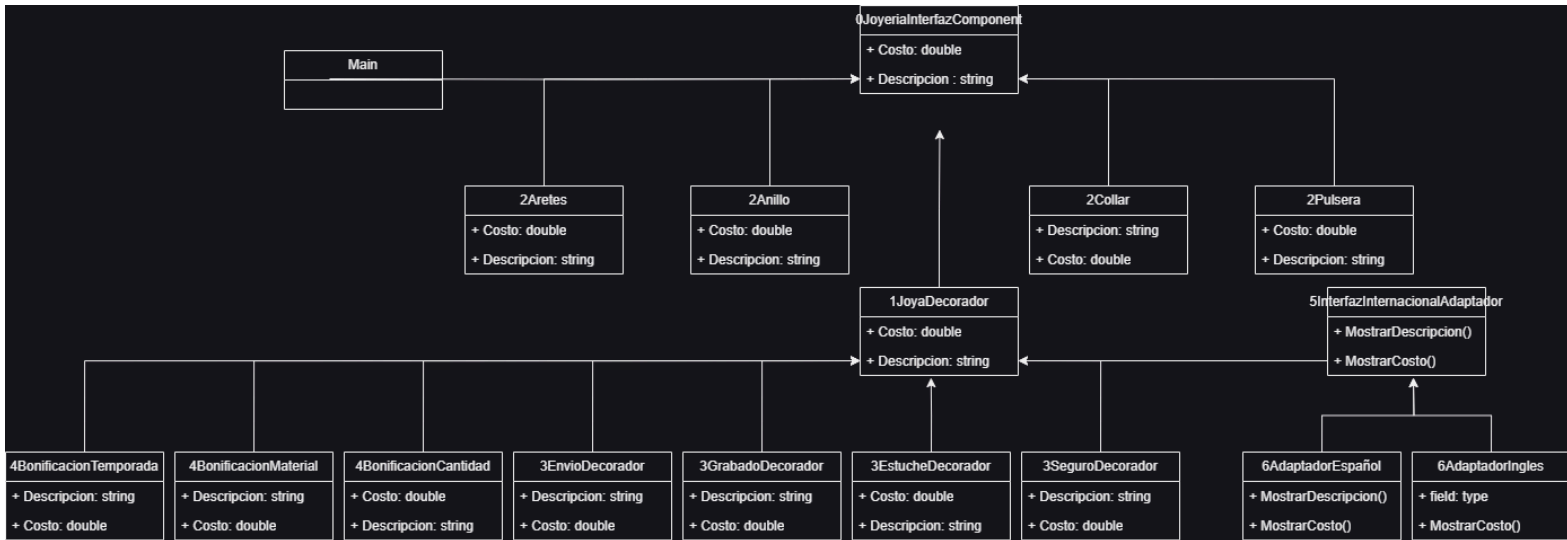 0JoyeriaInterfazComponent
+ Costo: double
+ Descripcion : string
Main
2Aretes
+ Costo: double
+ Descripcion: string
2Anillo
+ Costo: double
+ Descripcion: string
2Collar
+ Descripcion: string
+ Costo: double
2Pulsera
+ Costo: double
+ Descripcion: string
1JoyaDecorador
+ Costo: double
+ Descripcion: string
5InterfazInternacionalAdaptador
+ MostrarDescripcion()
+ MostrarCosto()
4BonificacionTemporada
+ Descripcion: string
+ Costo: double
4BonificacionMaterial
+ Descripcion: string
+ Costo: double
4BonificacionCantidad
+ Costo: double
+ Descripcion: string
3EnvioDecorador
+ Descripcion: string
+ Costo: double
3GrabadoDecorador
+ Descripcion: string
+ Costo: double
3EstucheDecorador
+ Costo: double
+ Descripcion: string
3SeguroDecorador
+ Descripcion: string
+ Costo: double
6AdaptadorEspañol
+ MostrarDescripcion()
+ MostrarCosto()
6AdaptadorIngles
+ field: type
+ MostrarCosto()